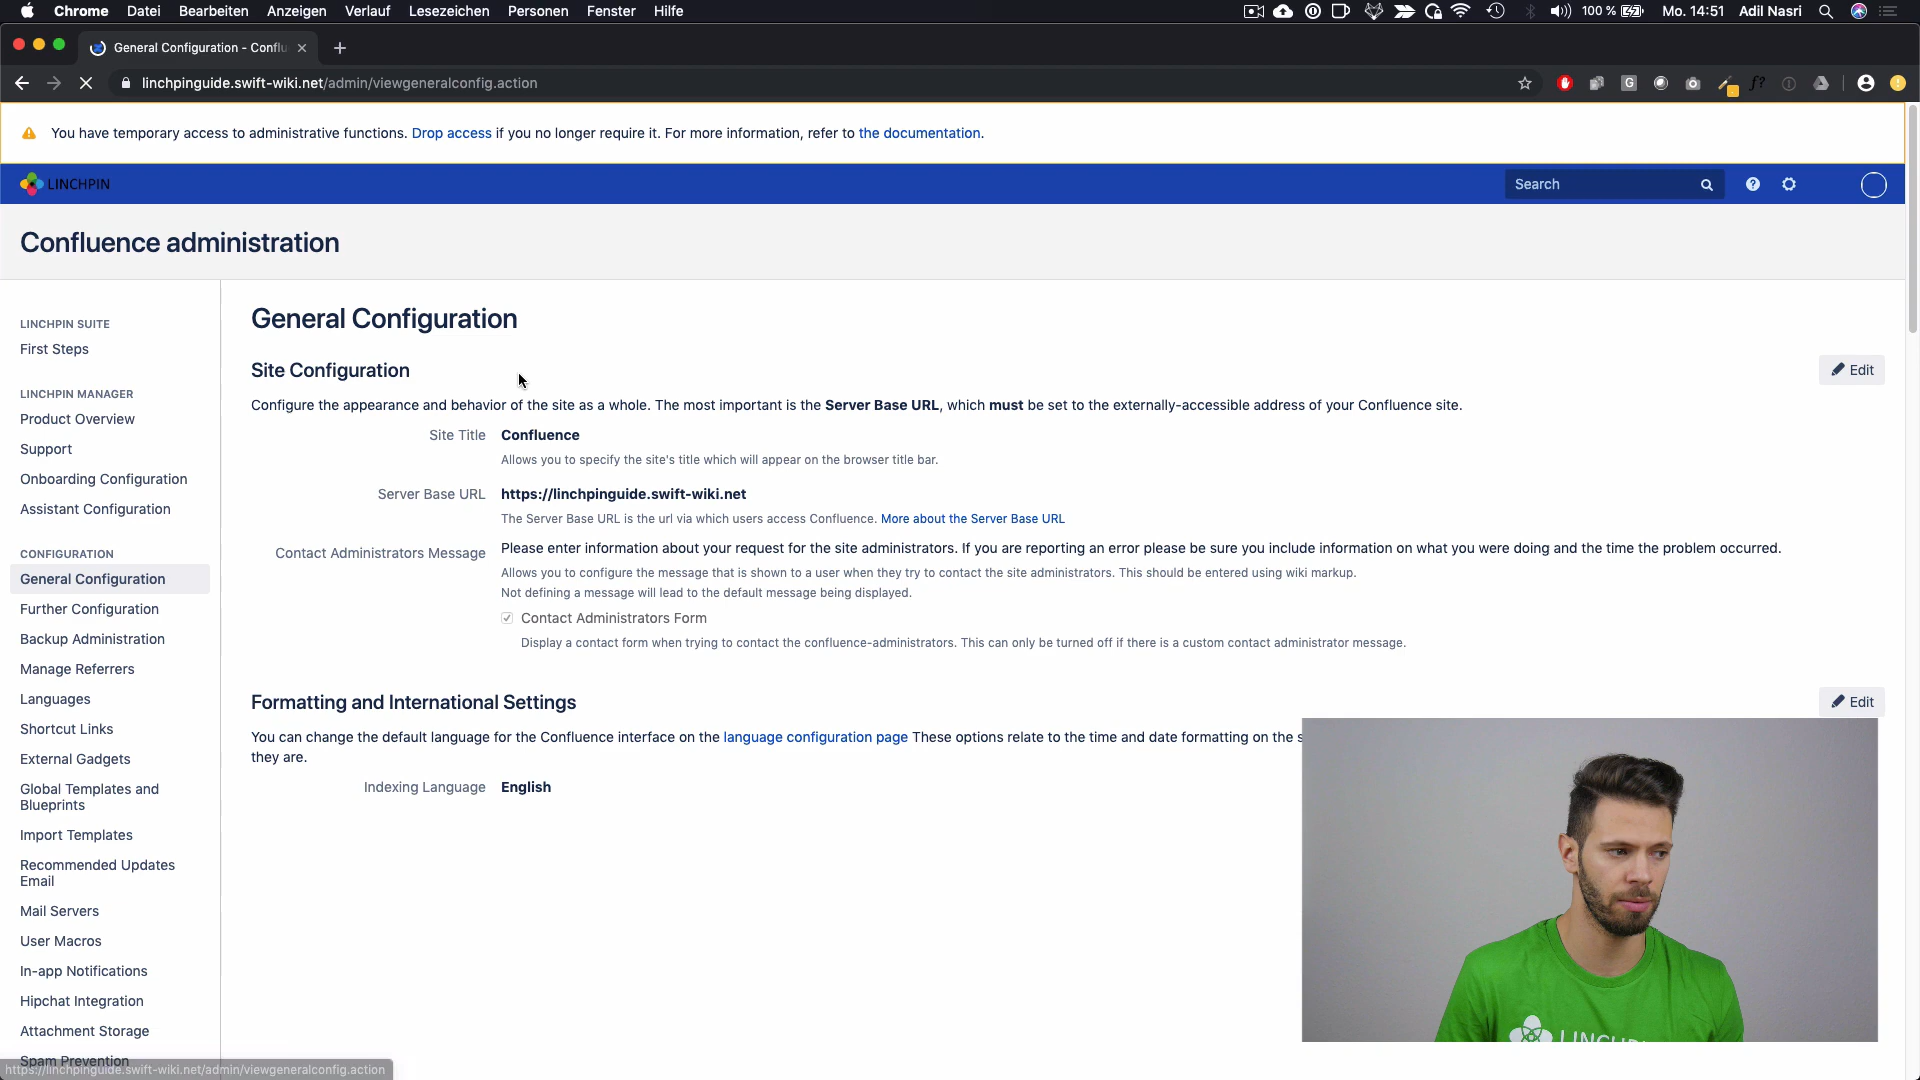 Chrome Datei Bearbeiten Anzeigen Verlauf Lesezeichen Personen Fenster Hilfe 100 % Mo. 14:51 Adil Nasri
General Configuration - Conflu
linchpinguide.swift-wiki.net/admin/viewgeneralconfig.action
You have temporary access to administrative functions. Drop access if you no longer require it. For more information, refer to the documentation.
LINCHPIN Search
Confluence administration
LINCHPIN SUITE
First Steps
LINCHPIN MANAGER
Product Overview
Support
Onboarding Configuration
Assistant Configuration
CONFIGURATION
General Configuration
Further Configuration
Backup Administration
Manage Referrers
Languages
Shortcut Links
External Gadgets
Global Templates and
Blueprints
Import Templates
Recommended Updates
Email
Mail Servers
User Macros
In-app Notifications
Hipchat Integration
Attachment Storage
Spam Prevention
https://linchpinguide.swift-wiki.net/admin/viewgeneralconfig.action
General Configuration
Site Configuration Edit
Configure the appearance and behavior of the site as a whole. The most important is the Server Base URL, which must be set to the externally-accessible address of your Confluence site.
Site Title Confluence
Allows you to specify the site's title which will appear on the browser title bar.
Server Base URL https://linchpinguide.swift-wiki.net
The Server Base URL is the url via which users access Confluence. More about the Server Base URL
Contact Administrators Message Please enter information about your request for the site administrators. If you are reporting an error please be sure you include information on what you were doing and the time the problem occurred.
Allows you to configure the message that is shown to a user when they try to contact the site administrators. This should be entered using wiki markup.
Not defining a message will lead to the default message being displayed.
Contact Administrators Form
Display a contact form when trying to contact the confluence-administrators. This can only be turned off if there is a custom contact administrator message.
Formatting and International Settings Edit
You can change the default language for the Confluence interface on the language configuration page These options relate to the time and date formatting on the s
they are.
Indexing Language English